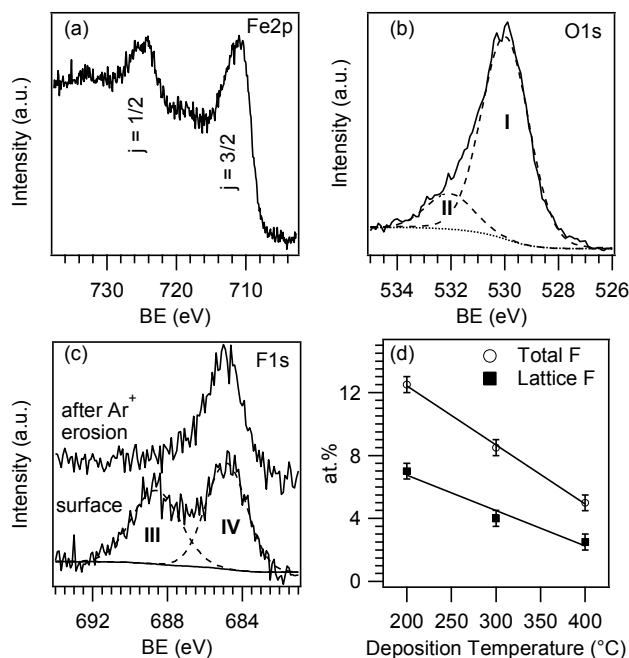 (a)
Fe2p
Intensity (a.u.)
j = 1/2
j = 3/2
730
720
710
BE (eV)
(b)
O1s
Intensity (a.u.)
I
II
534
532
530
528
526
BE (eV)
(c)
F1s
Intensity (a.u.)
after Ar⁺
erosion
surface
III
IV
692
688
684
BE (eV)
(d)
Total F
Lattice F
at.%
12
8
4
0
200
250
300
350
400
Deposition Temperature (°C)